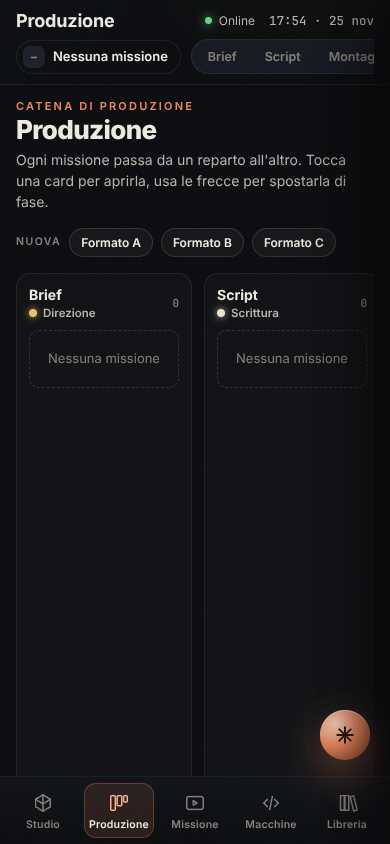 Produzione
Online 17:54 · 25 nov
– Nessuna missione
Brief Script Montag
CATENA DI PRODUZIONE
Produzione
Ogni missione passa da un reparto all'altro. Tocca
una card per aprirla, usa le frecce per spostarla di
fase.
NUOVA Formato A Formato B Formato C
Brief
Direzione
0
Nessuna missione
Script
Scrittura
0
Nessuna missione
Studio Produzione Missione Macchine Libreria